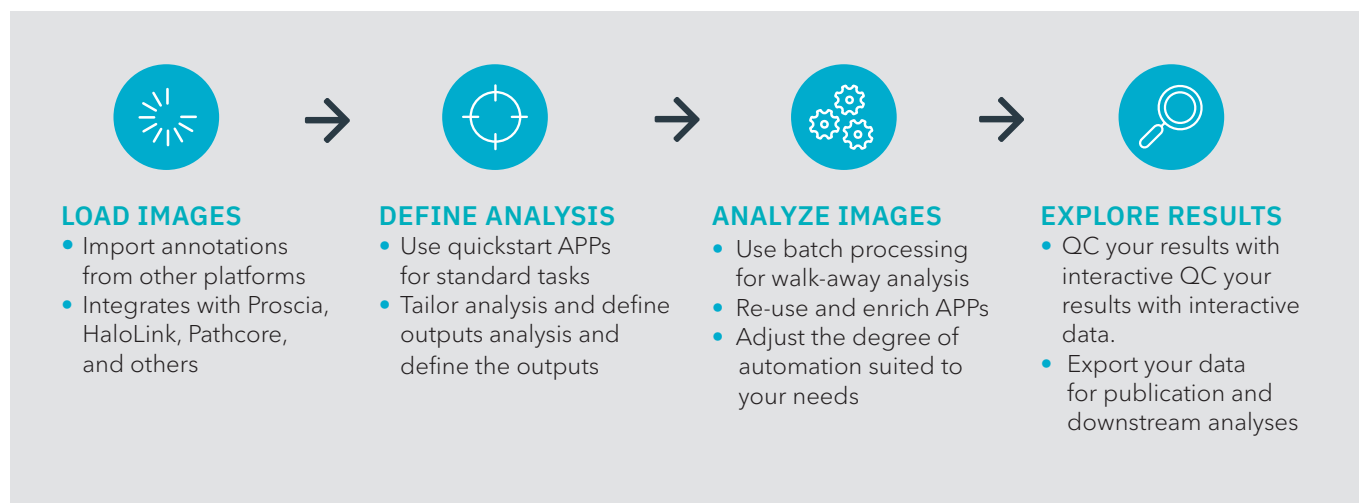 LOAD IMAGES
• Import annotations
from other platforms
• Integrates with Proscia,
HaloLink, Pathcore,
and others
DEFINE ANALYSIS
• Use quickstart APPs
for standard tasks
• Tailor analysis and define
outputs analysis and
define the outputs
ANALYZE IMAGES
• Use batch processing
for walk-away analysis
• Re-use and enrich APPs
• Adjust the degree of
automation suited to
your needs
EXPLORE RESULTS
• QC your results with
interactive QC your
results with interactive
data.
• Export your data
for publication and
downstream analyses